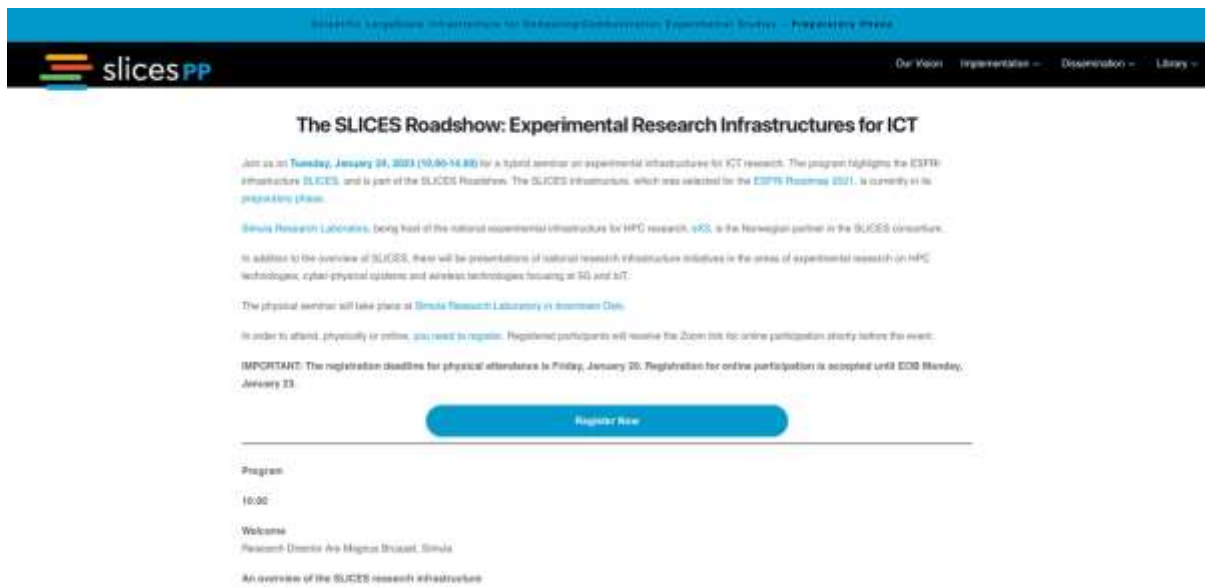 Scientific LargeScale Infrastructure for Computing/Communication Experimental Studies – Preparatory Phase
slices PP
Our Vision Implementation Dissemination Library
The SLICES Roadshow: Experimental Research Infrastructures for ICT
Join us on Tuesday, January 24, 2023 (10.00-14.00) for a hybrid seminar on experimental infrastructures for ICT research. The program highlights the ESFRI
infrastructure SLICES, and is part of the SLICES Roadshow. The SLICES infrastructure, which was selected for the ESFRI Roadmap 2021, is currently in its
preparatory phase.
Simula Research Laboratory, being host of the national experimental infrastructure for HPC research, eX3, is the Norwegian partner in the SLICES consortium.
In addition to the overview of SLICES, there will be presentations of national research infrastructure initiatives in the areas of experimental research on HPC
technologies, cyber-physical systems and wireless technologies focusing at 5G and IoT.
The physical seminar will take place at Simula Research Laboratory in downtown Oslo.
In order to attend, physically or online, you need to register. Registered participants will receive the Zoom link for online participation shortly before the event.
IMPORTANT: The registration deadline for physical attendance is Friday, January 20. Registration for online participation is accepted until EOB Monday,
January 23.
Register Now
Program
10:00
Welcome
Research Director Are Magnus Bruaset, Simula
An overview of the SLICES research infrastructure